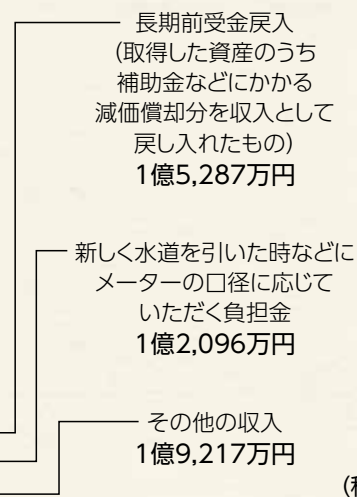 長期前受金戻入
(取得した資産のうち
補助金などにかかる
減価償却分を収入として
戻し入れたもの)
1億5,287万円
新しく水道を引いた時などに
メーターの口径に応じて
いただく負担金
1億2,096万円
その他の収入
1億9,217万円